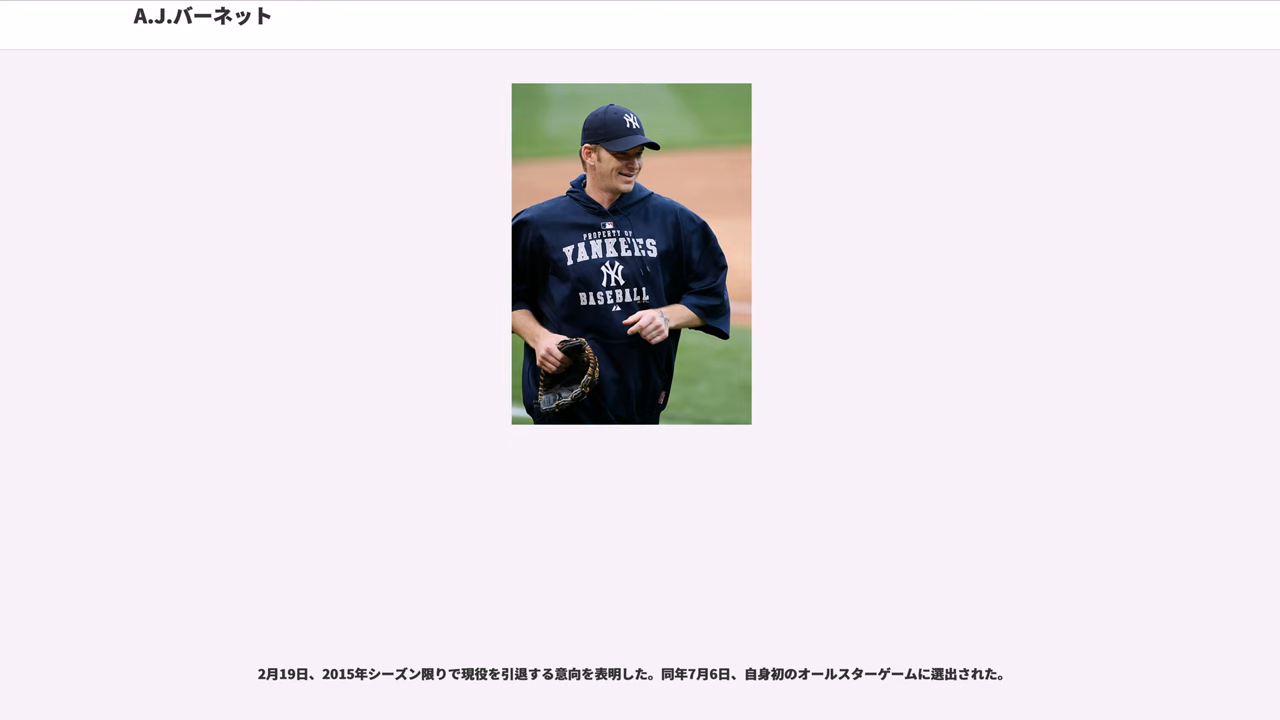 A.J.バーネット
NY
PROPERTY OF
YANKEES
NY
BASEBALL
2月19日、2015年シーズン限りで現役を引退する意向を表明した。同年7月6日、自身初のオールスターゲームに選出された。